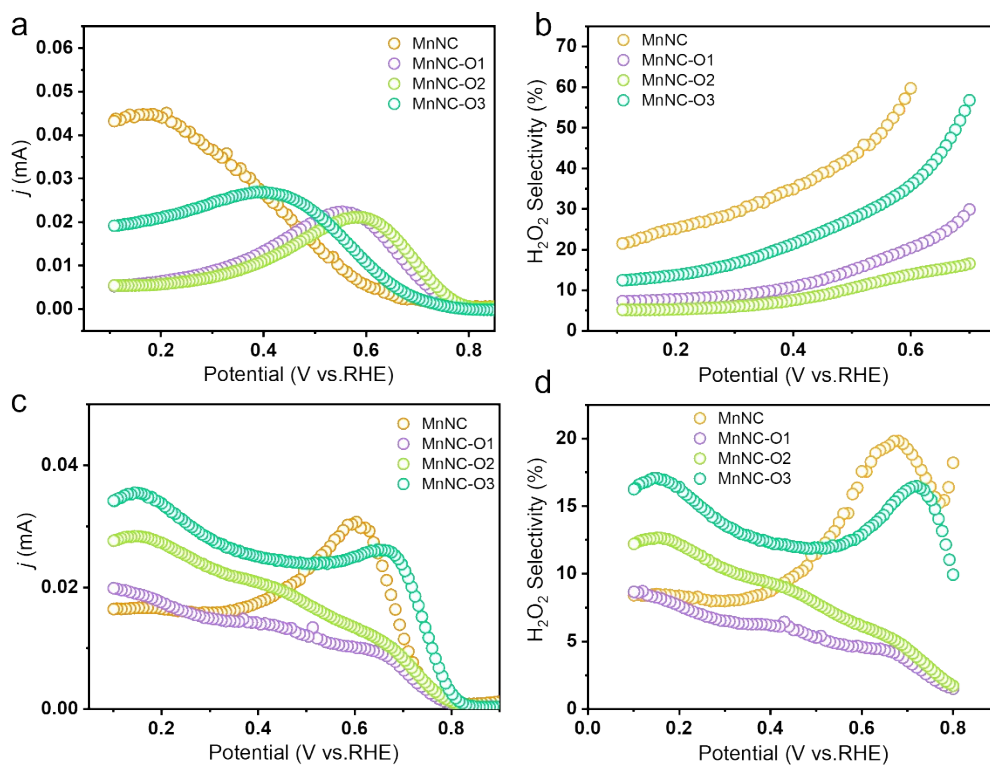 a
0.06
0.05
0.04
0.03
0.02
0.01
0.00
j (mA)
MnNC
MnNC-O1
MnNC-O2
MnNC-O3
0.2
0.4
0.6
0.8
Potential (V vs.RHE)
b
70
60
50
40
30
20
10
0
H₂O₂ Selectivity (%)
MnNC
MnNC-O1
MnNC-O2
MnNC-O3
0.2
0.4
0.6
Potential (V vs.RHE)
c
0.04
0.02
0.00
j (mA)
MnNC
MnNC-O1
MnNC-O2
MnNC-O3
0.2
0.4
0.6
0.8
Potential (V vs.RHE)
d
20
15
10
5
0
H₂O₂ Selectivity (%)
MnNC
MnNC-O1
MnNC-O2
MnNC-O3
0.0
0.2
0.4
0.6
0.8
Potential (V vs.RHE)